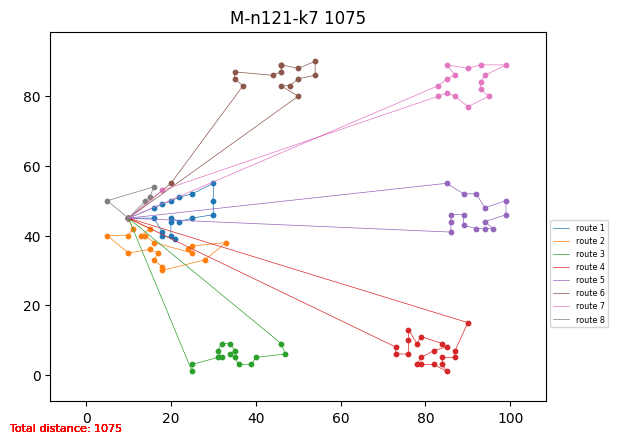 M-n121-k7 1075
80
60
40
20
0
0 20 40 60 80 100
route 1
route 2
route 3
route 4
route 5
route 6
route 7
route 8
Total distance: 1075